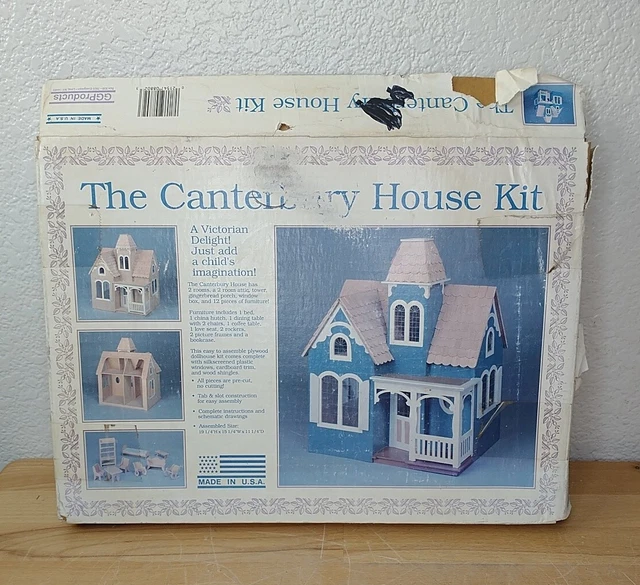 GGProducts
MADE IN U.S.A.
The Canterbury House Kit
The Canterbury House Kit
A Victorian
Delight!
Just add
a child's
imagination!
The Canterbury House has
2 rooms, a 2 room attic, tower,
gingerbread porch, window
box, and 12 pieces of furniture!
Furniture includes 1 bed,
1 china hutch, 1 dining table
with 2 chairs, 1 coffee table,
1 love seat, 2 rockers,
2 picture frames and a
bookcase.
This easy to assemble plywood
dollhouse kit comes complete
with silkscreened plastic
windows, cardboard trim,
and wood shingles
• All pieces are pre-cut,
no cutting!
• Tab & slot construction
for easy assembly
• Complete instructions and
schematic drawings
• Assembled Size:
MADE IN U.S.A.